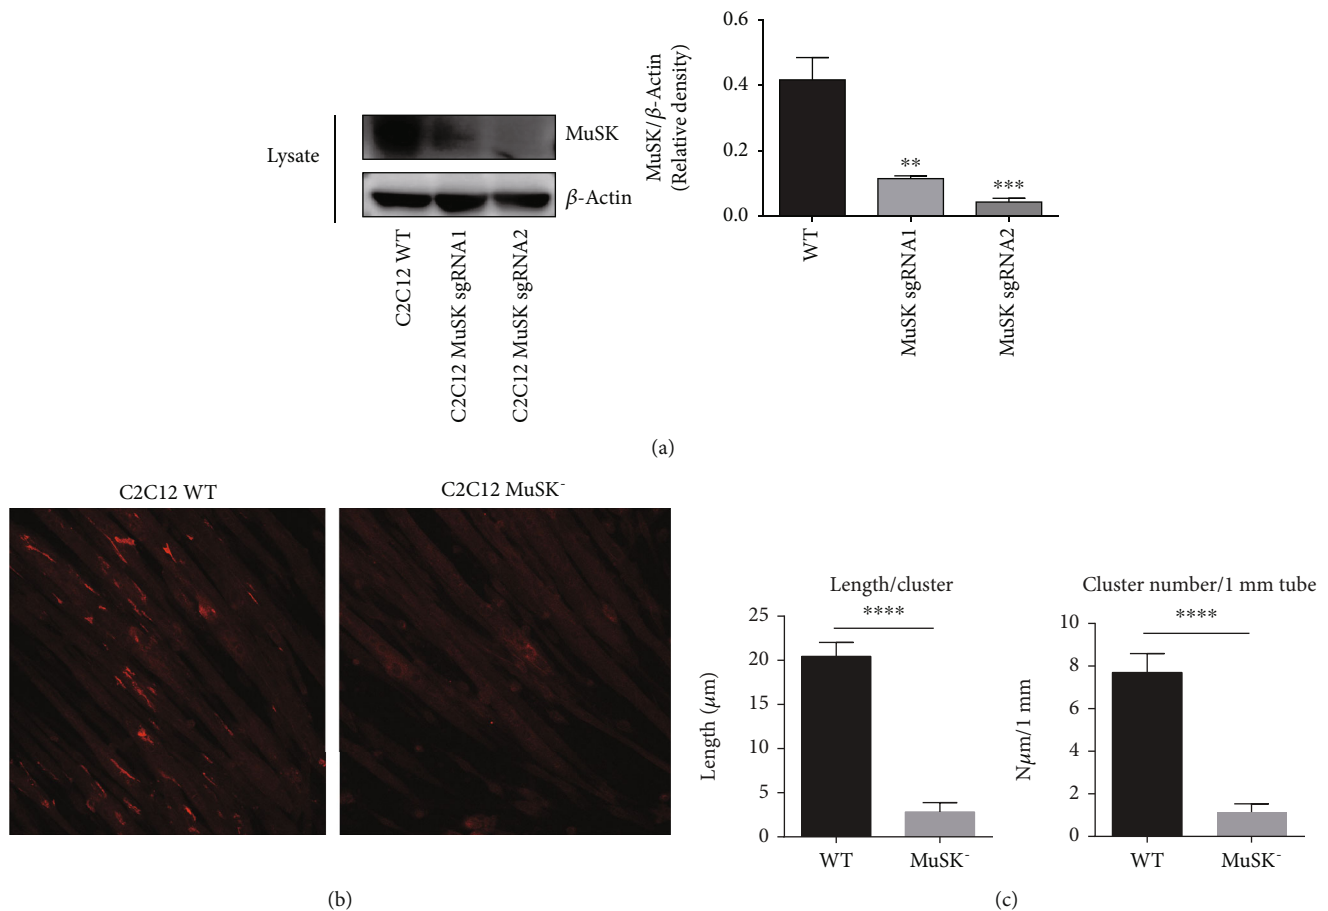 Lysate
MuSK
β-Actin
C2C12 WT
C2C12 MuSK sgRNA1
C2C12 MuSK sgRNA2
MuSK/β-Actin
(Relative density)
0.6
0.4
0.2
0.0
**
***
WT
MuSK sgRNA1
MuSK sgRNA2
(a)
C2C12 WT
C2C12 MuSK-
(b)
Length/cluster
****
Length (μm)
25
20
15
10
5
0
WT
MuSK-
Cluster number/1 mm tube
****
Nμm/1 mm
10
8
6
4
2
0
WT
MuSK-
(c)